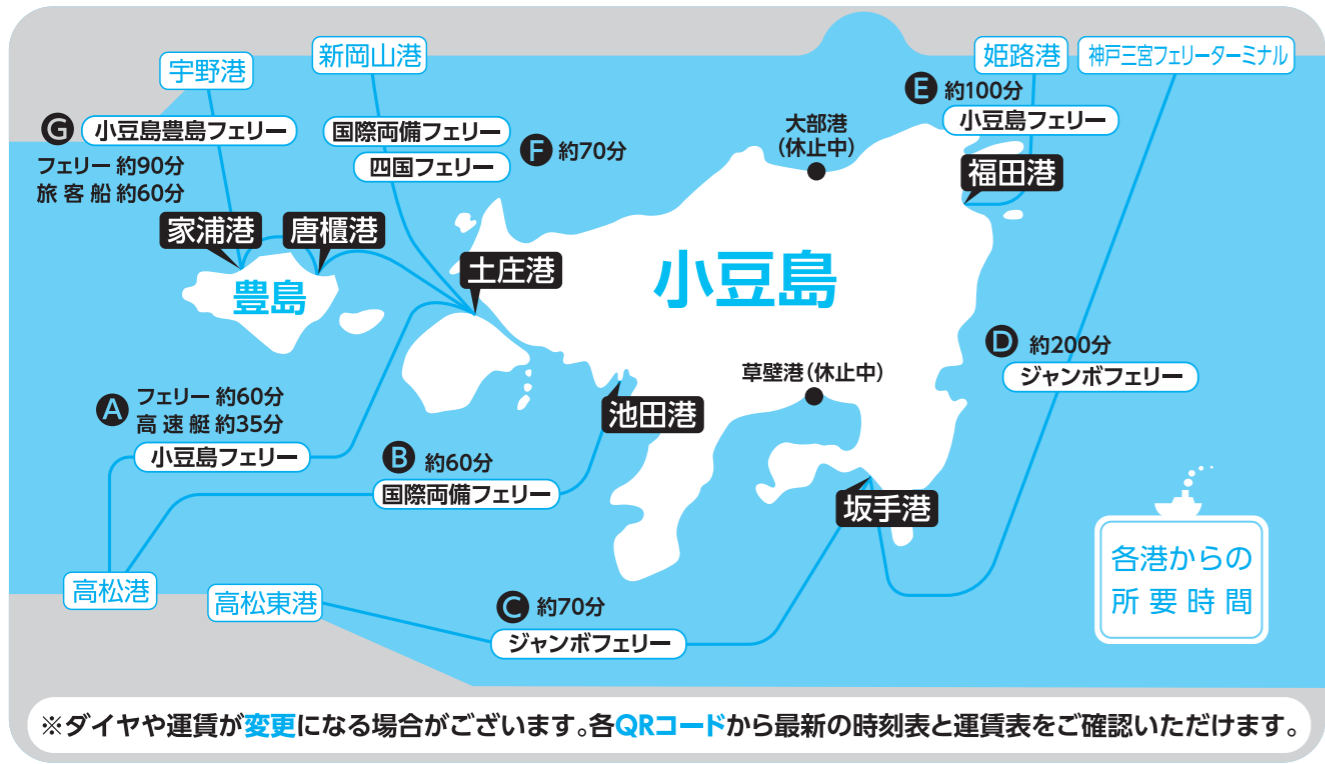 宇野港
新岡山港
姫路港
神戸三宮フェリーターミナル
G 小豆島豊島フェリー
フェリー 約90分
旅客船 約60分
国際両備フェリー
四国フェリー
F 約70分
大部港
(休止中)
E 約100分
小豆島フェリー
福田港
家浦港
唐櫃港
土庄港
豊島
小豆島
D 約200分
ジャンボフェリー
草壁港(休止中)
A フェリー 約60分
高速艇 約35分
小豆島フェリー
池田港
B 約60分
国際両備フェリー
坂手港
各港からの
所要時間
高松港
高松東港
C 約70分
ジャンボフェリー
※ダイヤや運賃が変更になる場合がございます。各QRコードから最新の時刻表と運賃表をご確認いただけます。